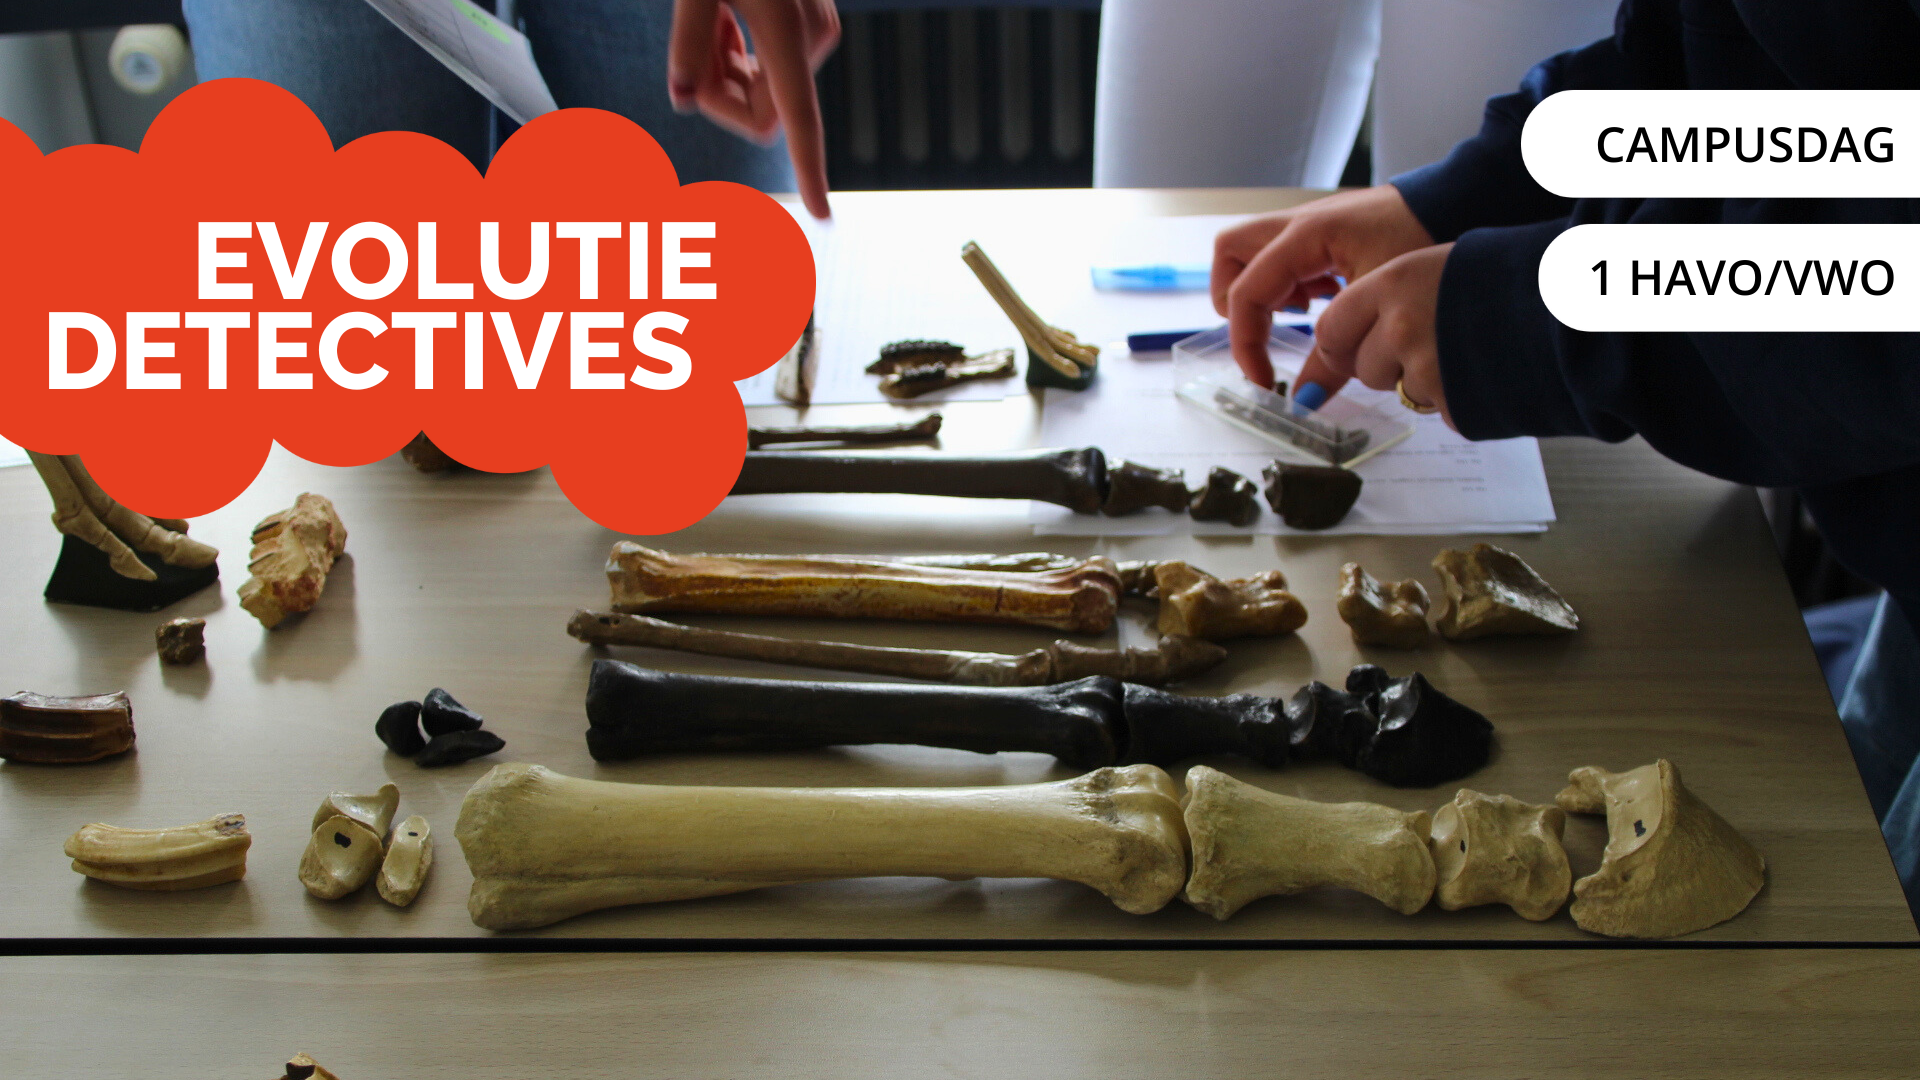 EVOLUTIE
DETECTIVES
CAMPUSDAG
1 HAVO/VWO